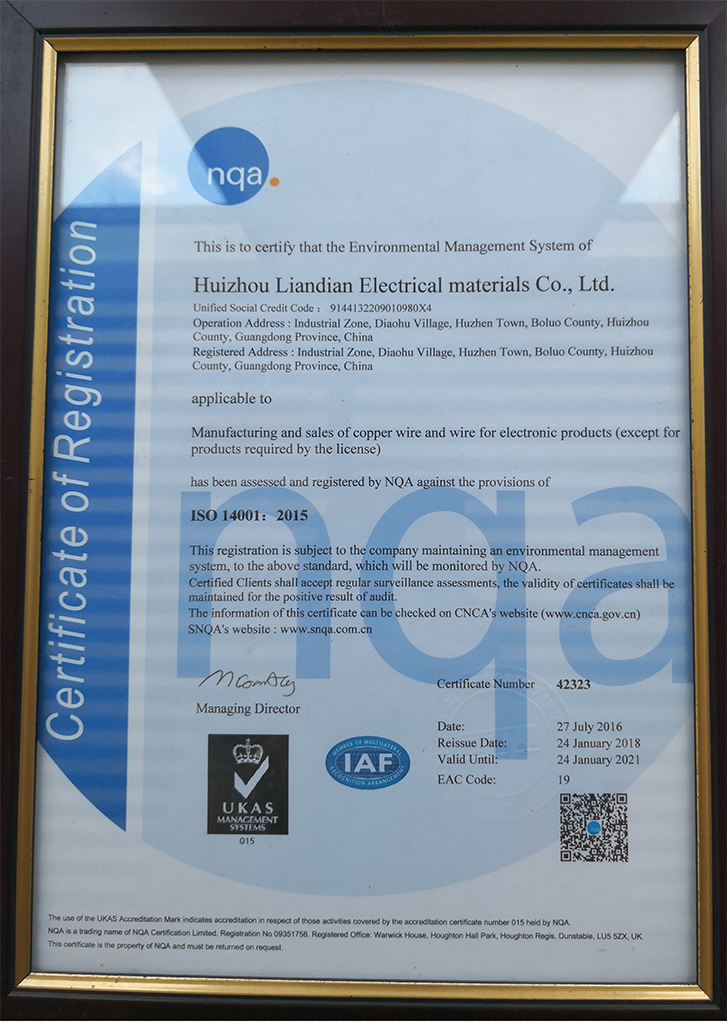 nqa.
Certificate of Registration
This is to certify that the Environmental Management System of
Huizhou Liandian Electrical materials Co., Ltd.
Unified Social Credit Code : 9144132209010980X4
Operation Address : Industrial Zone, Diaohu Village, Huzhen Town, Boluo County, Huizhou
County, Guangdong Province, China
Registered Address : Industrial Zone, Diaohu Village, Huzhen Town, Boluo County, Huizhou
County, Guangdong Province, China
applicable to
Manufacturing and sales of copper wire and wire for electronic products (except for
products required by the license)
has been assessed and registered by NQA against the provisions of
ISO 14001: 2015
This registration is subject to the company maintaining an environmental management
system, to the above standard, which will be monitored by NQA.
Certified Clients shall accept regular surveillance assessments, the validity of certificates shall be
maintained for the positive result of audit.
The information of this certificate can be checked on CNCA's website (www.cnca.gov.cn)
SNQA's website : www.snqa.com.cn
nqa
Managing Director
Certificate Number 42323
Date: 27 July 2016
Reissue Date: 24 January 2018
Valid Until: 24 January 2021
EAC Code: 19
UKAS
MANAGEMENT
SYSTEMS
015
MEMBER OF MULTILATERAL
IAF
RECOGNITION ARRANGEMENT
The use of the UKAS Accreditation Mark indicates accreditation in respect of those activities covered by the accreditation certificate number 015 held by NQA.
NQA is a trading name of NQA Certification Limited, Registration No 09351758. Registered Office: Warwick House, Houghton Hall Park, Houghton Regis, Dunstable, LU5 5ZX, UK.
This certificate is the property of NQA and must be returned on request.